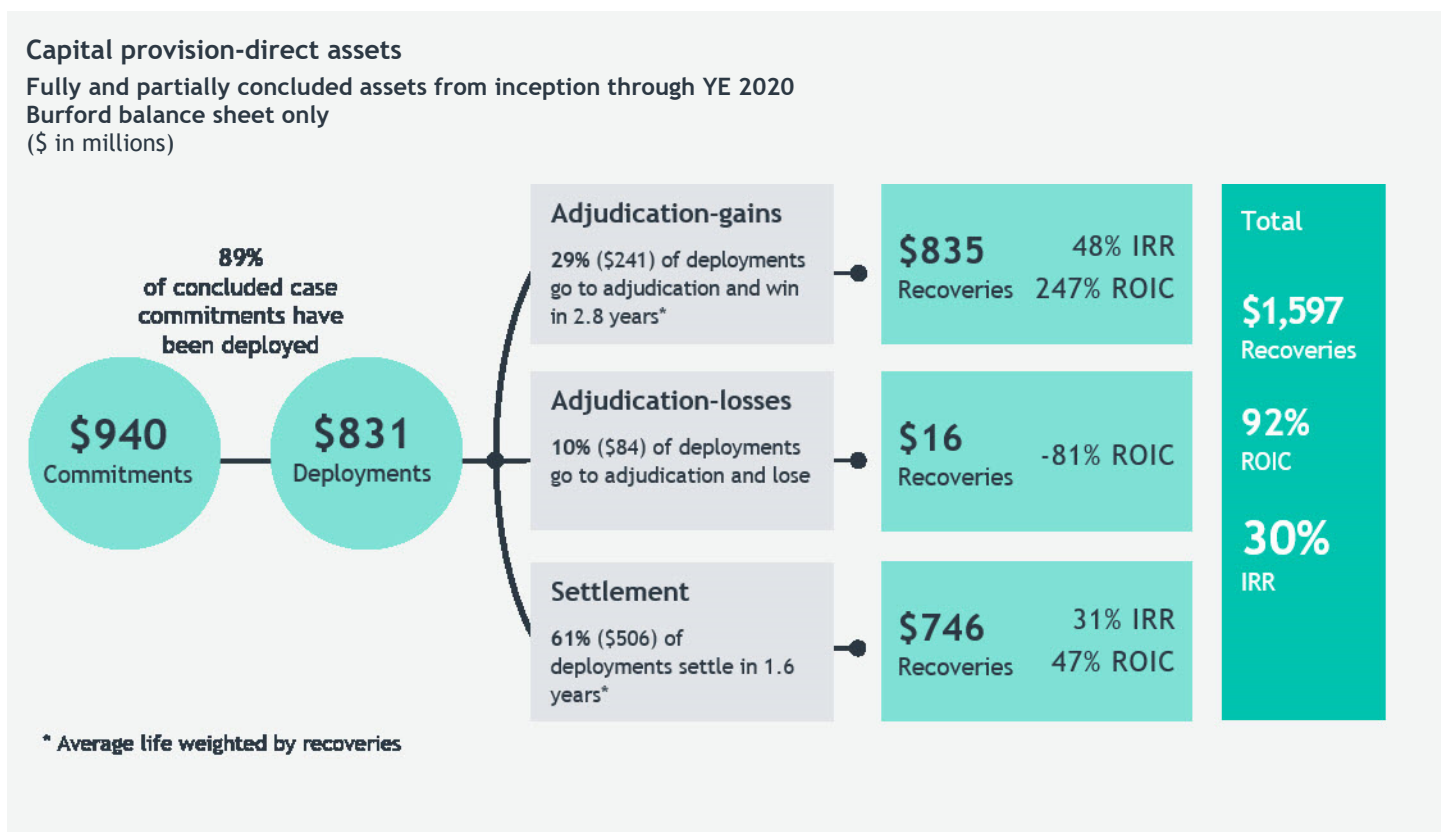 Capital provision-direct assets
Fully and partially concluded assets from inception through YE 2020
Burford balance sheet only
($ in millions)
89%
of concluded case
commitments have
been deployed
$940
Commitments
$831
Deployments
Adjudication-gains
29% ($241) of deployments
go to adjudication and win
in 2.8 years*
$835
Recoveries
48% IRR
247% ROIC
Adjudication-losses
10% ($84) of deployments
go to adjudication and lose
$16
Recoveries
-81% ROIC
Settlement
61% ($506) of
deployments settle in 1.6
years*
$746
Recoveries
31% IRR
47% ROIC
Total
$1,597
Recoveries
92%
ROIC
30%
IRR
* Average life weighted by recoveries